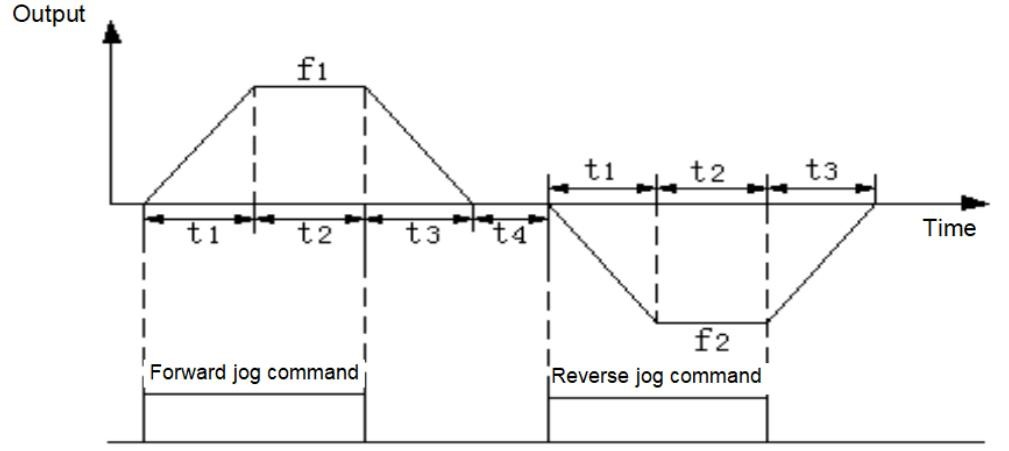 Output
f1
t1 t2 t3
t1 t2 t3 t4
Time
f2
Forward jog command
Reverse jog command